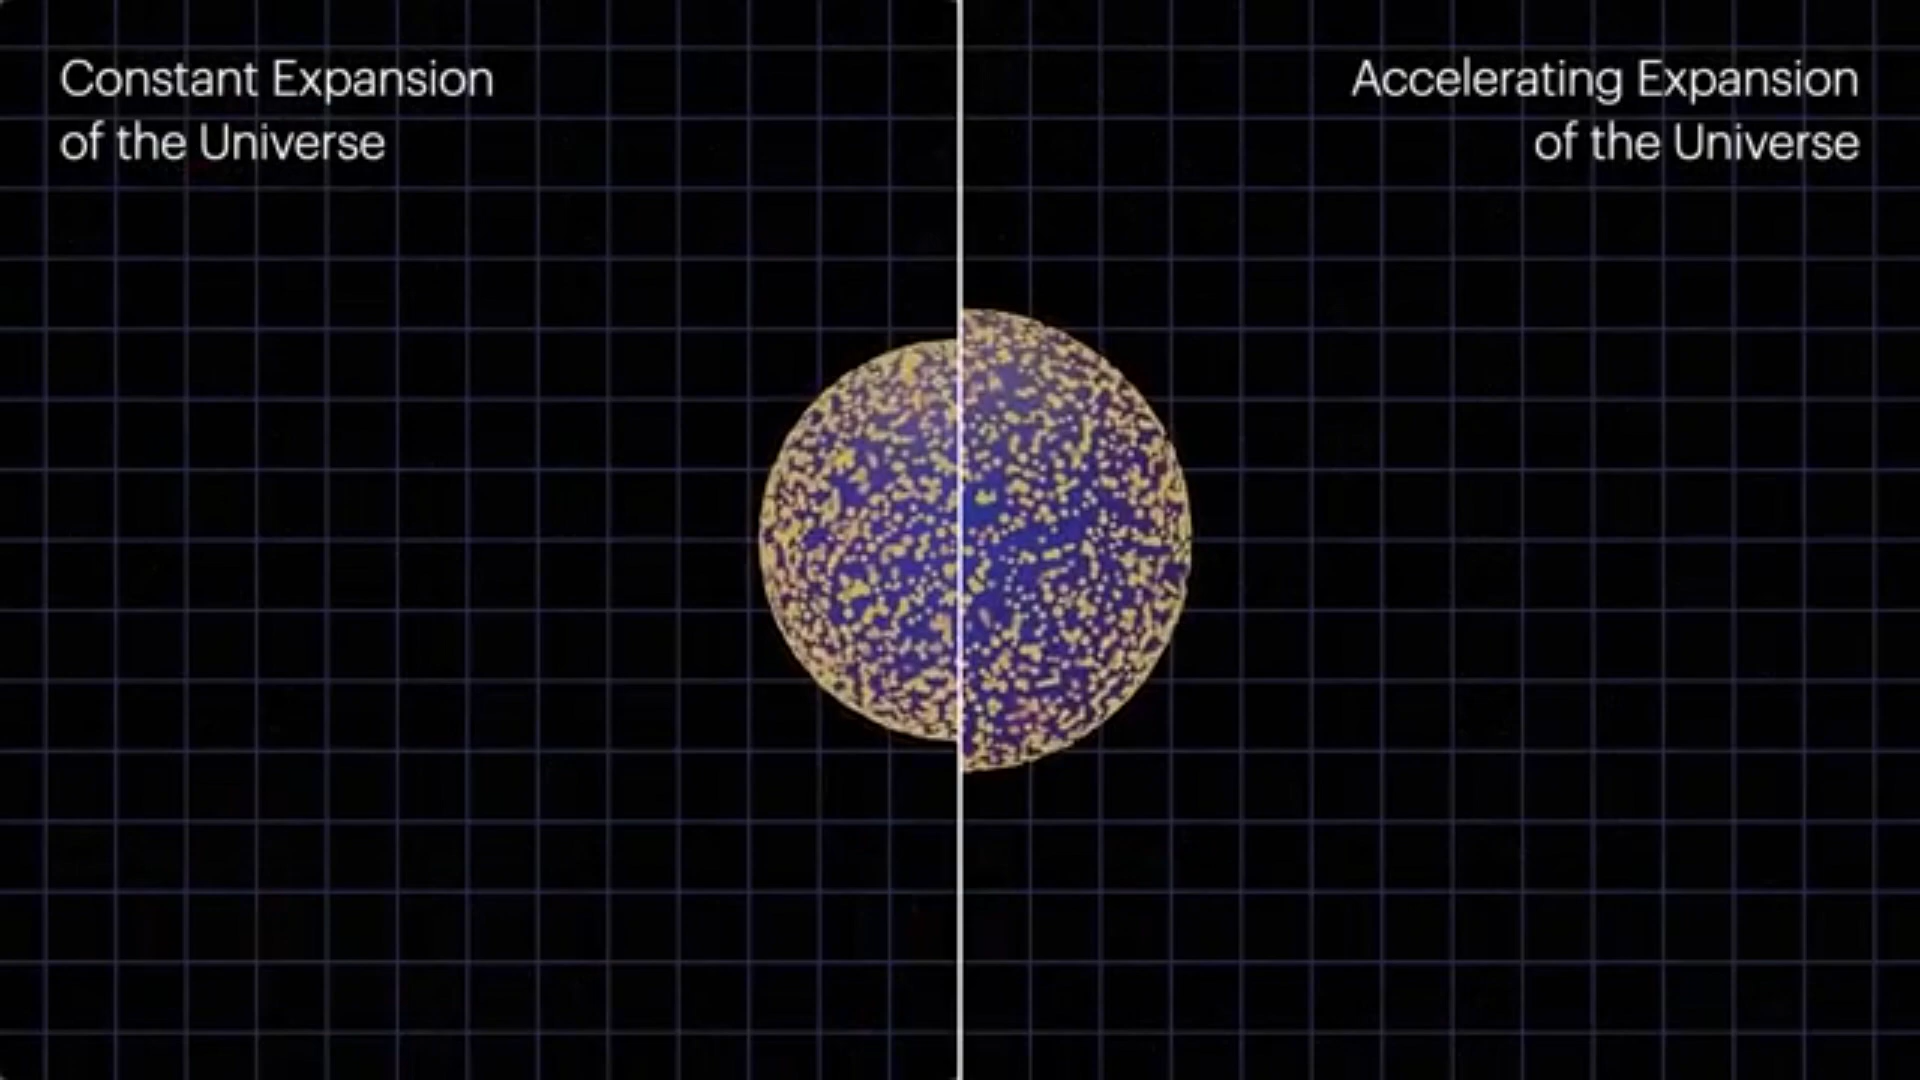 Constant Expansion
of the Universe
Accelerating Expansion
of the Universe